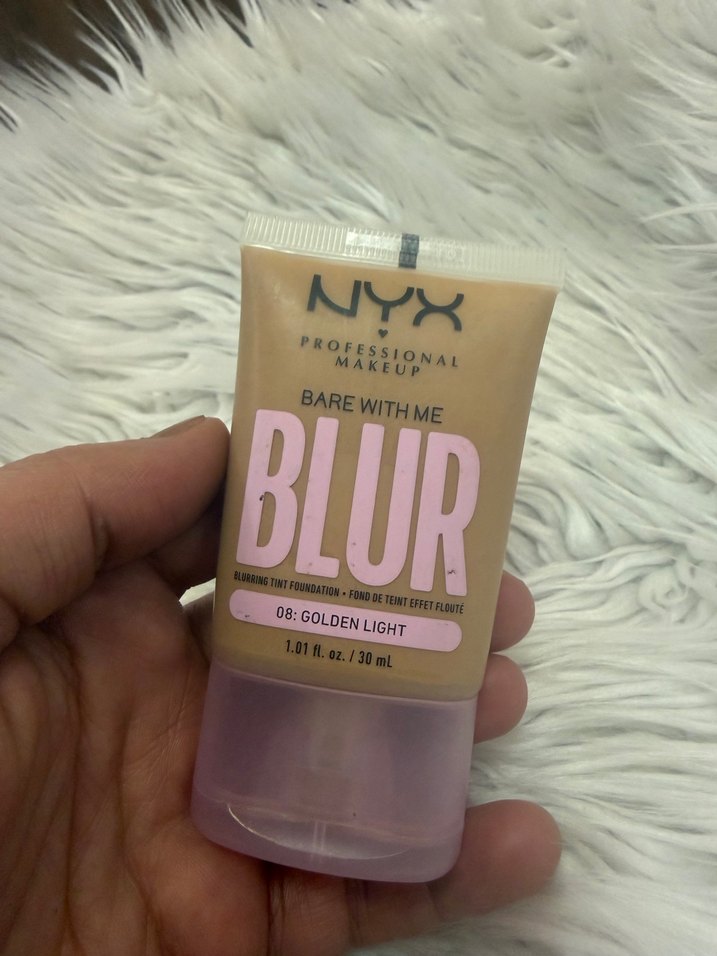 NYX
PROFESSIONAL
MAKEUP
BARE WITH ME
BLUR
BLURRING TINT FOUNDATION • FOND DE TEINT EFFET FLOUTÉ
08: GOLDEN LIGHT
1.01 fl. oz. / 30 mL